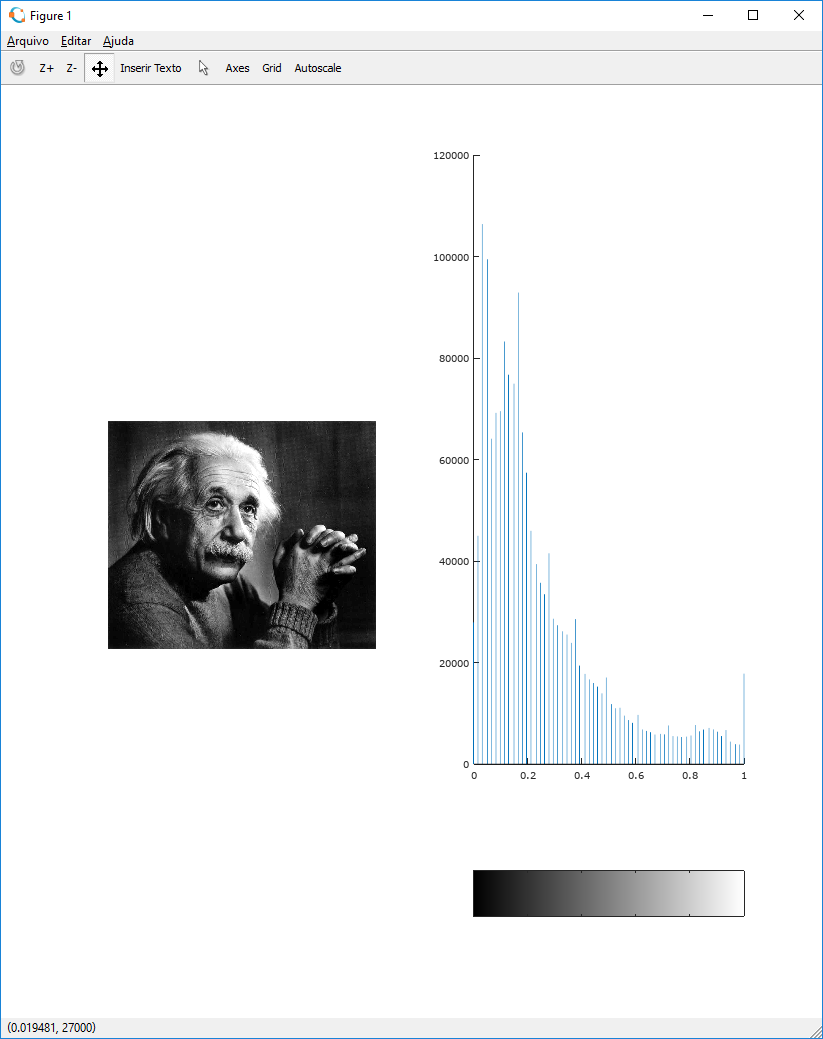 Figure 1
Arquivo Editar Ajuda
Z+ Z- Inserir Texto Axes Grid Autoscale
120000
100000
80000
60000
40000
20000
0
0 0.2 0.4 0.6 0.8 1
(0.019481, 27000)